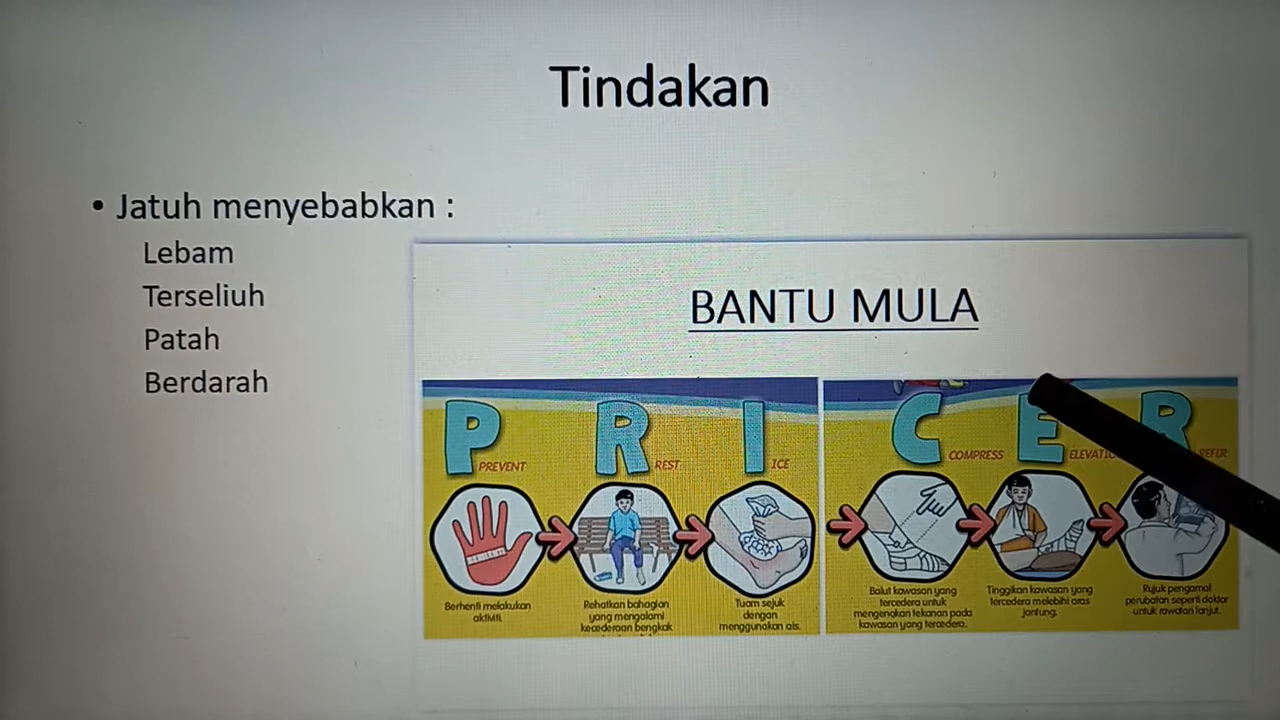 Tindakan
• Jatuh menyebabkan :
Lebam
Terseliuh
Patah
Berdarah
BANTU MULA
P PREVENT
R REST
I ICE
C COMPRESS
E
R REFER
Berhenti melakukan
aktiviti.
Rehatkan bahagian
yang mengalami
kecederaan bengkak
Tuam sejuk
dengan
menggunakan ais.
Balut kawasan yang
tercedera untuk
mengenakan tekanan pada
kawasan yang tercedera.
Tinggikan kawasan yang
tercedera melebihi aras
jantung.
Rujuk pengamal
perubatan seperti doktor
untuk rawatan lanjut.